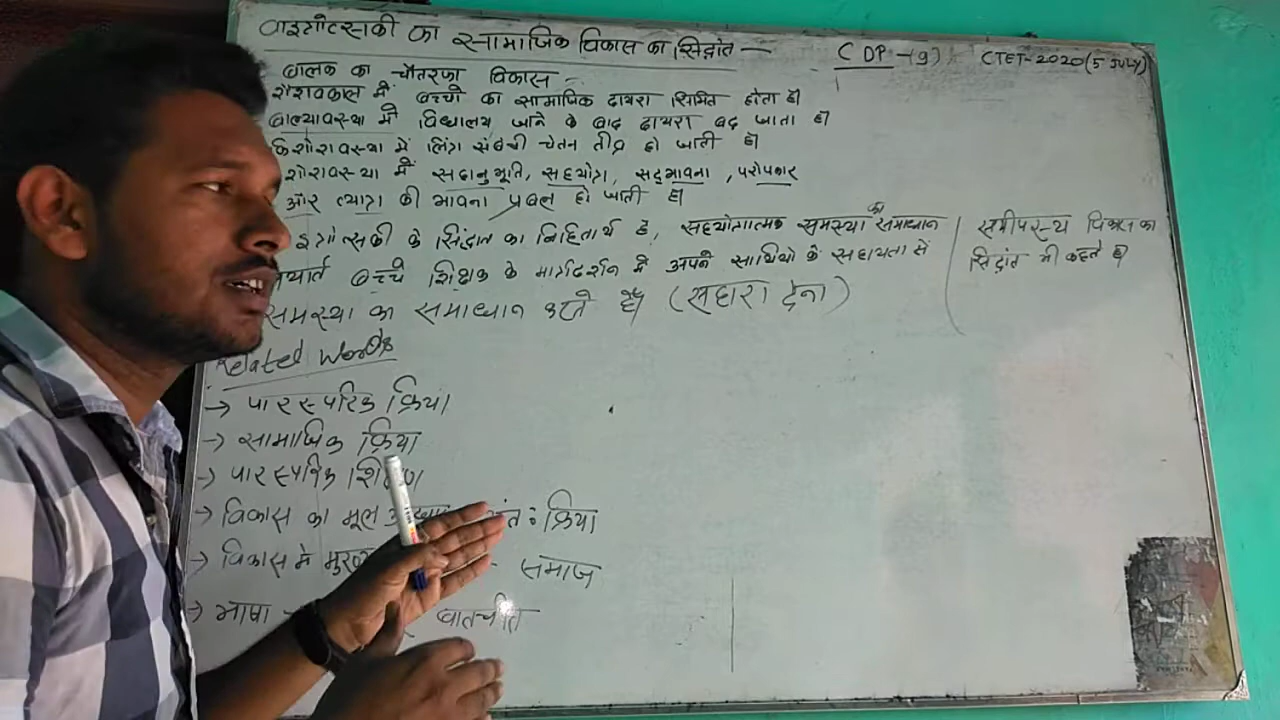 वाइगोत्सकी का सामाजिक विकास का सिद्धांत —
CDP-(9)
CTET-2020(5 July)
बालक का चौतरफा विकास -
शैशवकाल में बच्चो का सामाजिक दायरा सिमित होता है।
बाल्यावस्था में विद्यालय जाने के बाद दायरा बढ़ जाता है।
किशोरावस्था में लिंग संबंधी चेतन तीव्र हो जाती है।
शोरावस्था में सहानुभूति, सहयोग, सद्भावना, परोपकार
और त्याग की भावना प्रबल हो जाती है।
इगोत्सकी के सिद्धांत का निहितार्थ है, सहयोगात्मक समस्या का समाधान
र्थात बच्चे शिक्षक के मार्गदर्शन में अपने साथियो के सहायता से
समस्या का समाधान करते है। (सहारा देना)
समीपस्थ विकास का
सिद्धांत भी कहते है।
Related Words
→ पारस्परिक क्रिया
→ सामाजिक क्रिया
→ पारस्परिक शिक्षण
→ विकास का मूल अंत: क्रिया
→ विकास मे मुख्य - समाज
→ भाषा - बातचीत